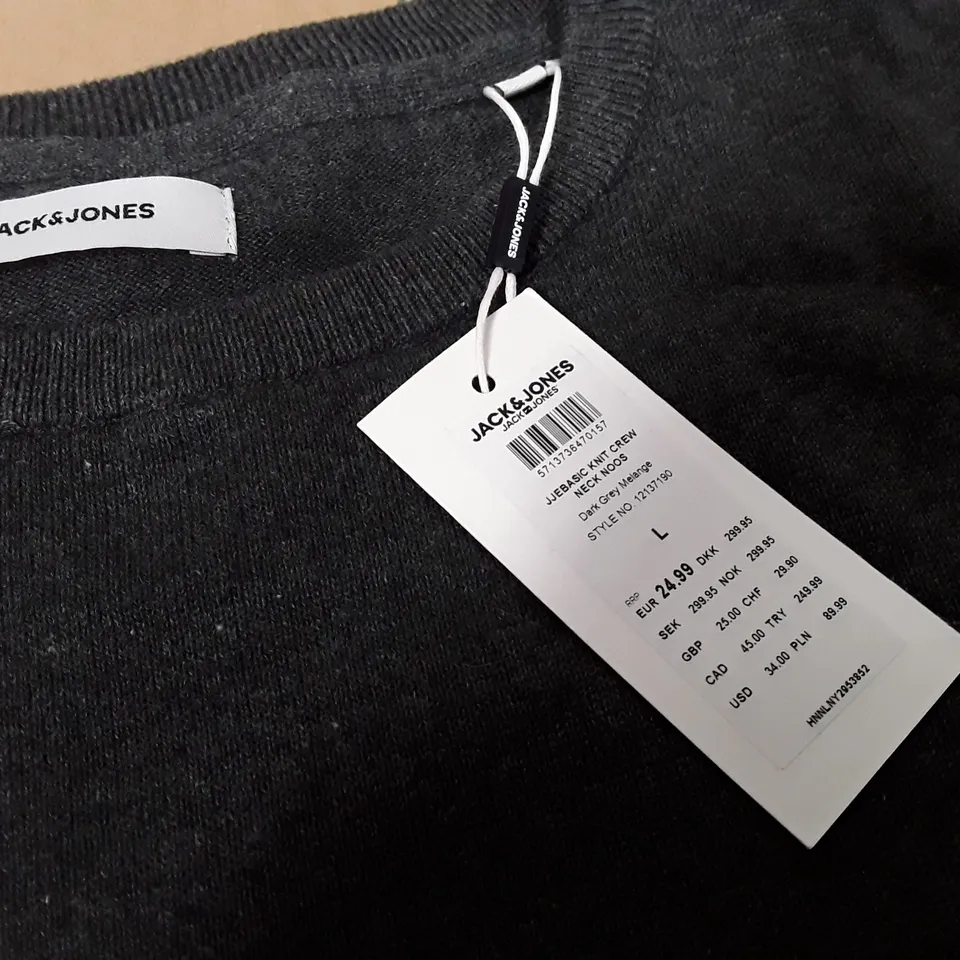 ACK&JONES
JACK&JONES
JACK&JONES
JACK JONES
5713736470157
JJEBASIC KNIT CREW
NECK NOOS
Dark Grey Melange
STYLE NO. 12137190
L
RRP
EUR 24.99 DKK 299.95
SEK 299.95 NOK 299.95
GBP 25.00 CHF 29.90
CAD 45.00 TRY 249.99
USD 34.00 PLN 89.99
HNNLNY2953852